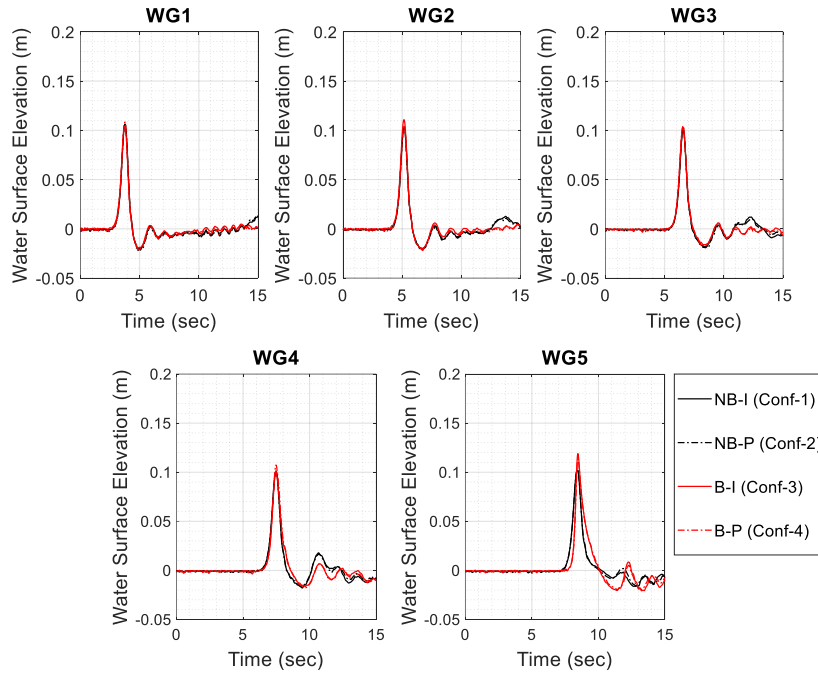 WG1
WG2
WG3
Water Surface Elevation (m)
0.2
0.15
0.1
0.05
0
-0.05
0
5
10
15
Time (sec)
Water Surface Elevation (m)
0.2
0.15
0.1
0.05
0
-0.05
0
5
10
15
Time (sec)
Water Surface Elevation (m)
0.2
0.15
0.1
0.05
0
-0.05
0
5
10
15
Time (sec)
WG4
WG5
Water Surface Elevation (m)
0.2
0.15
0.1
0.05
0
-0.05
0
5
10
15
Time (sec)
Water Surface Elevation (m)
0.2
0.15
0.1
0.05
0
-0.05
0
5
10
15
Time (sec)
NB-I (Conf-1)
NB-P (Conf-2)
B-I (Conf-3)
B-P (Conf-4)